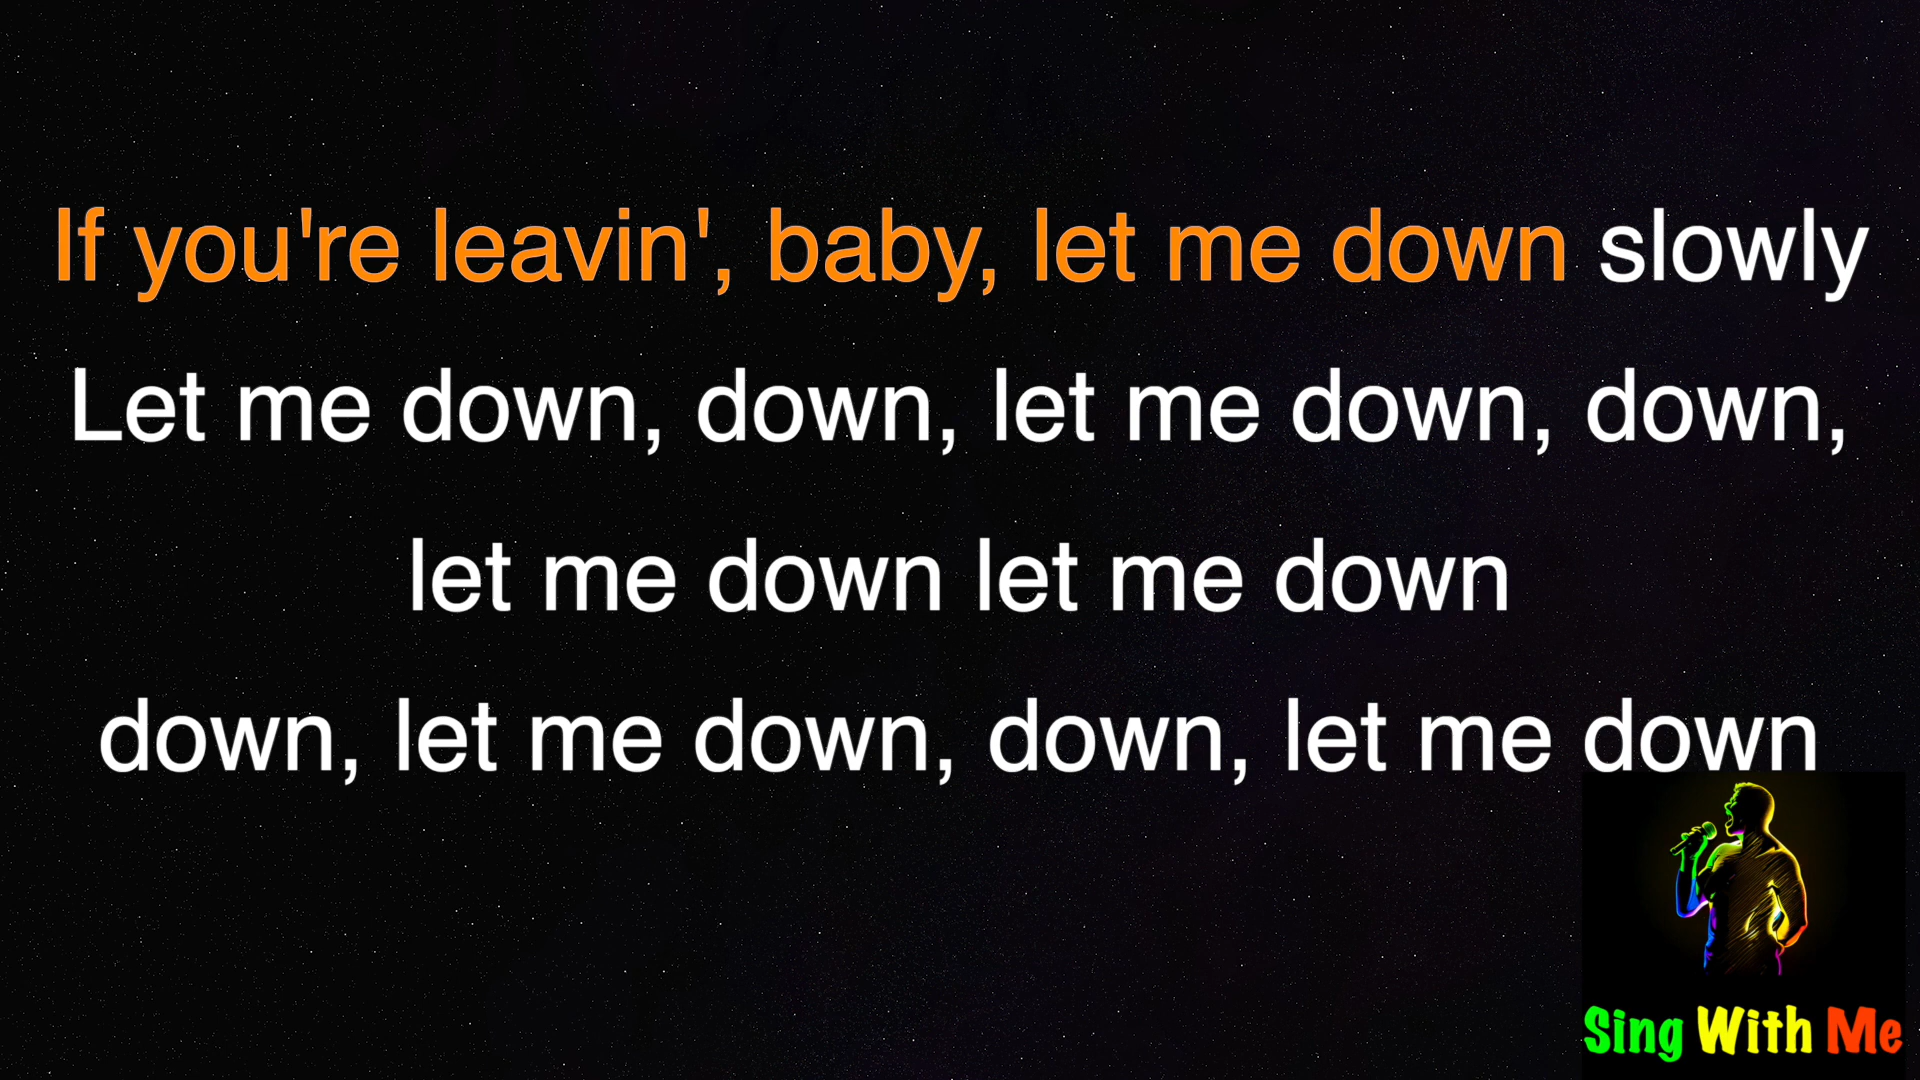 If you're leavin', baby, let me down slowly
Let me down, down, let me down, down,
let me down let me down
down, let me down, down, let me down
Sing With Me